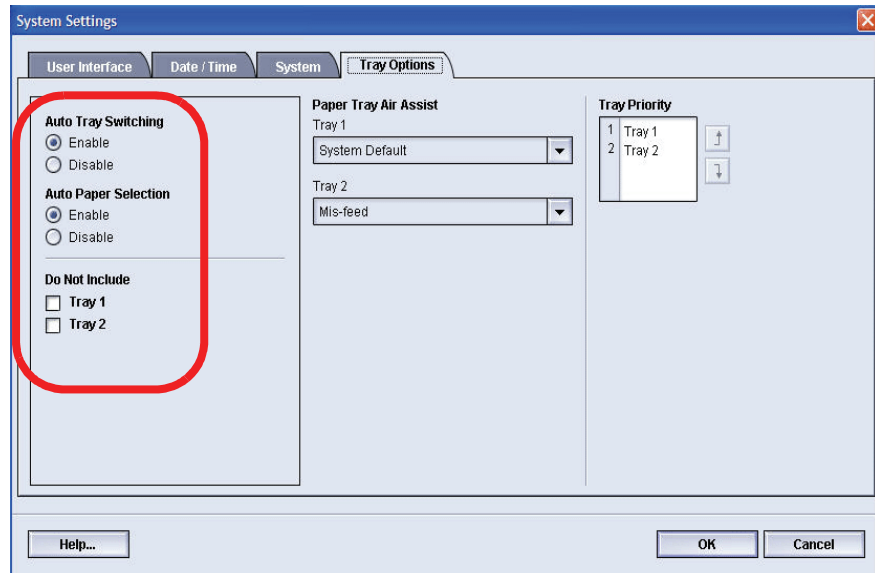 System Settings
User Interface
Date / Time
System
Tray Options
Auto Tray Switching
Enable
Disable
Auto Paper Selection
Enable
Disable
Do Not Include
Tray 1
Tray 2
Paper Tray Air Assist
Tray 1
System Default
Tray 2
Mis-feed
Tray Priority
1 Tray 1
2 Tray 2
Help...
OK
Cancel